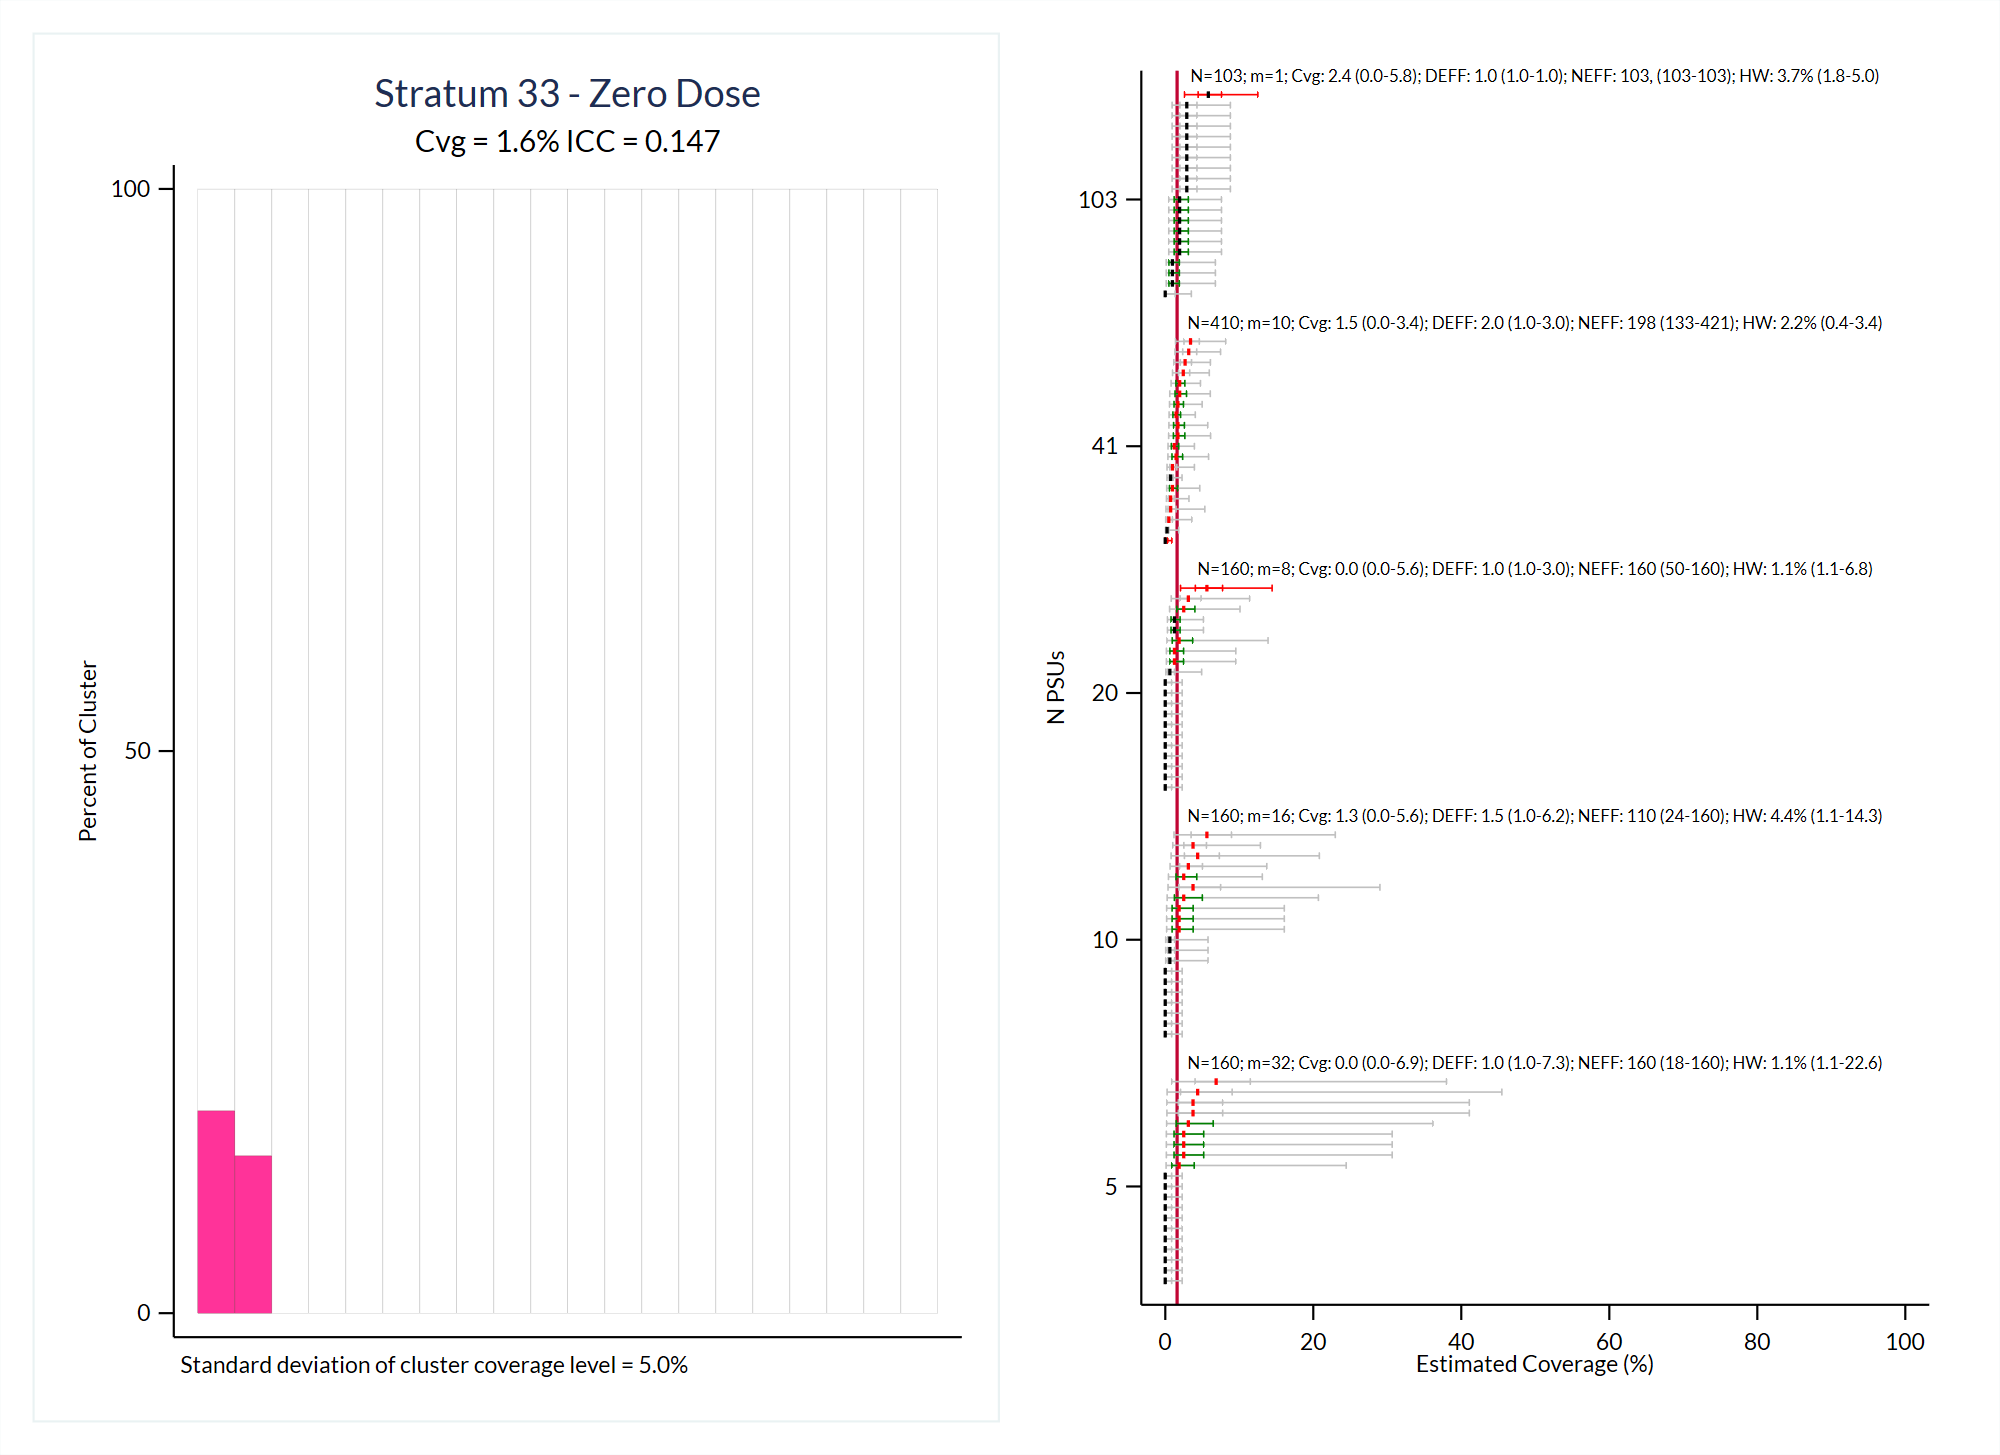 Stratum 33 - Zero Dose
Cvg = 1.6% ICC = 0.147
100
50
0
Percent of Cluster
Standard deviation of cluster coverage level = 5.0%
N=103; m=1; Cvg: 2.4 (0.0-5.8); DEFF: 1.0 (1.0-1.0); NEFF: 103, (103-103); HW: 3.7% (1.8-5.0)
103
N=410; m=10; Cvg: 1.5 (0.0-3.4); DEFF: 2.0 (1.0-3.0); NEFF: 198 (133-421); HW: 2.2% (0.4-3.4)
41
N=160; m=8; Cvg: 0.0 (0.0-5.6); DEFF: 1.0 (1.0-3.0); NEFF: 160 (50-160); HW: 1.1% (1.1-6.8)
20
N PSUs
N=160; m=16; Cvg: 1.3 (0.0-5.6); DEFF: 1.5 (1.0-6.2); NEFF: 110 (24-160); HW: 4.4% (1.1-14.3)
10
N=160; m=32; Cvg: 0.0 (0.0-6.9); DEFF: 1.0 (1.0-7.3); NEFF: 160 (18-160); HW: 1.1% (1.1-22.6)
5
0 20 40 60 80 100
Estimated Coverage (%)